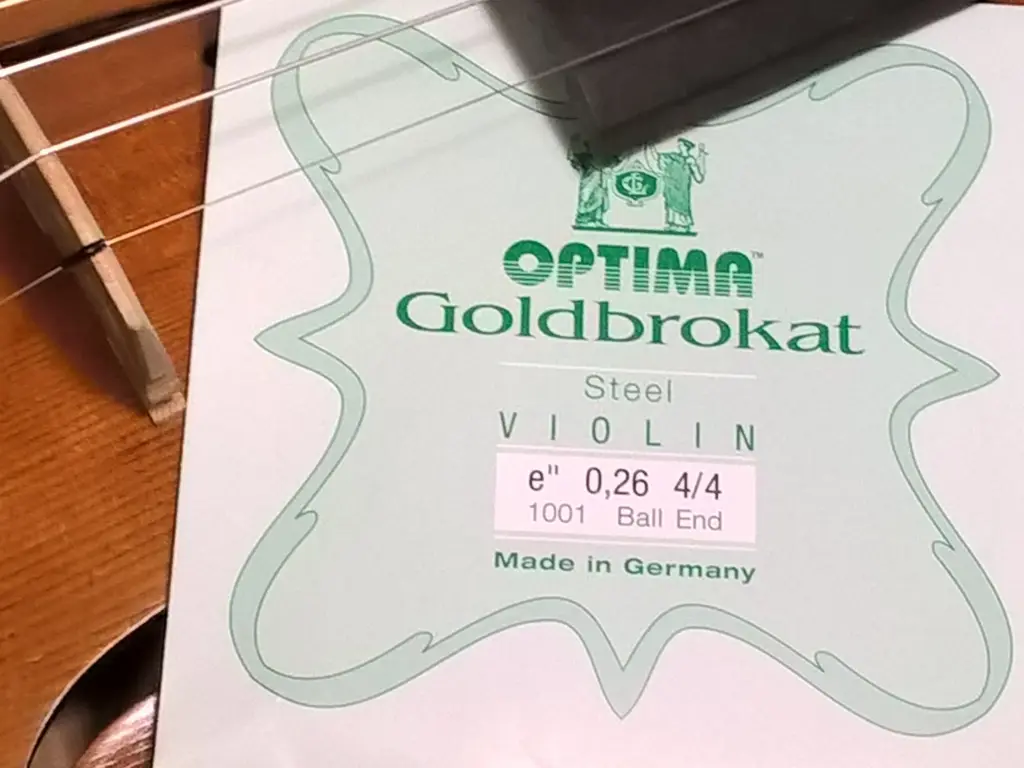 G
OPTIMA™
Goldbrokat
Steel
VIOLIN
e" 0,26 4/4
1001 Ball End
Made in Germany